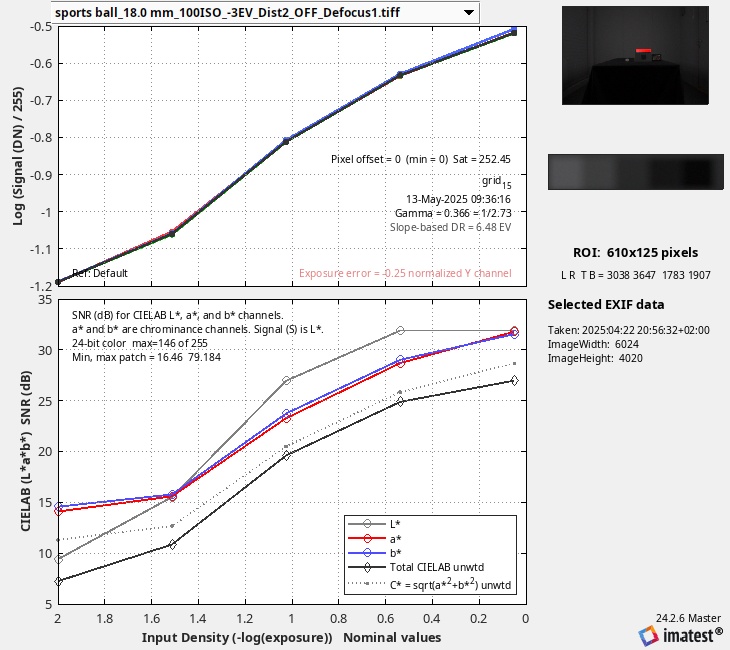 sports ball_18.0 mm_100ISO_-3EV_Dist2_OFF_Defocus1.tiff
-0.5
-0.6
-0.7
-0.8
-0.9
-1
-1.1
-1.2
Log (Signal (DN) / 255)
Pixel offset = 0 (min = 0) Sat = 252.45
grid15
13-May-2025 09:36:16
Gamma = 0.366 = 1/2.73
Slope-based DR = 6.48 EV
Ref: Default
Exposure error = -0.25 normalized Y channel
ROI: 610x125 pixels
L R T B = 3038 3647 1783 1907
Selected EXIF data
Taken: 2025:04:22 20:56:32+02:00
ImageWidth: 6024
ImageHeight: 4020
35
30
25
20
15
10
5
CIELAB (L*a*b*) SNR (dB)
SNR (dB) for CIELAB L*, a*, and b* channels.
a* and b* are chrominance channels. Signal (S) is L*.
24-bit color max=146 of 255
Min, max patch = 16.46 79.184
L*
a*
b*
Total CIELAB unwtd
C* = sqrt(a*2+b*2) unwtd
2 1.8 1.6 1.4 1.2 1 0.8 0.6 0.4 0.2 0
Input Density (-log(exposure)) Nominal values
24.2.6 Master
imatest®